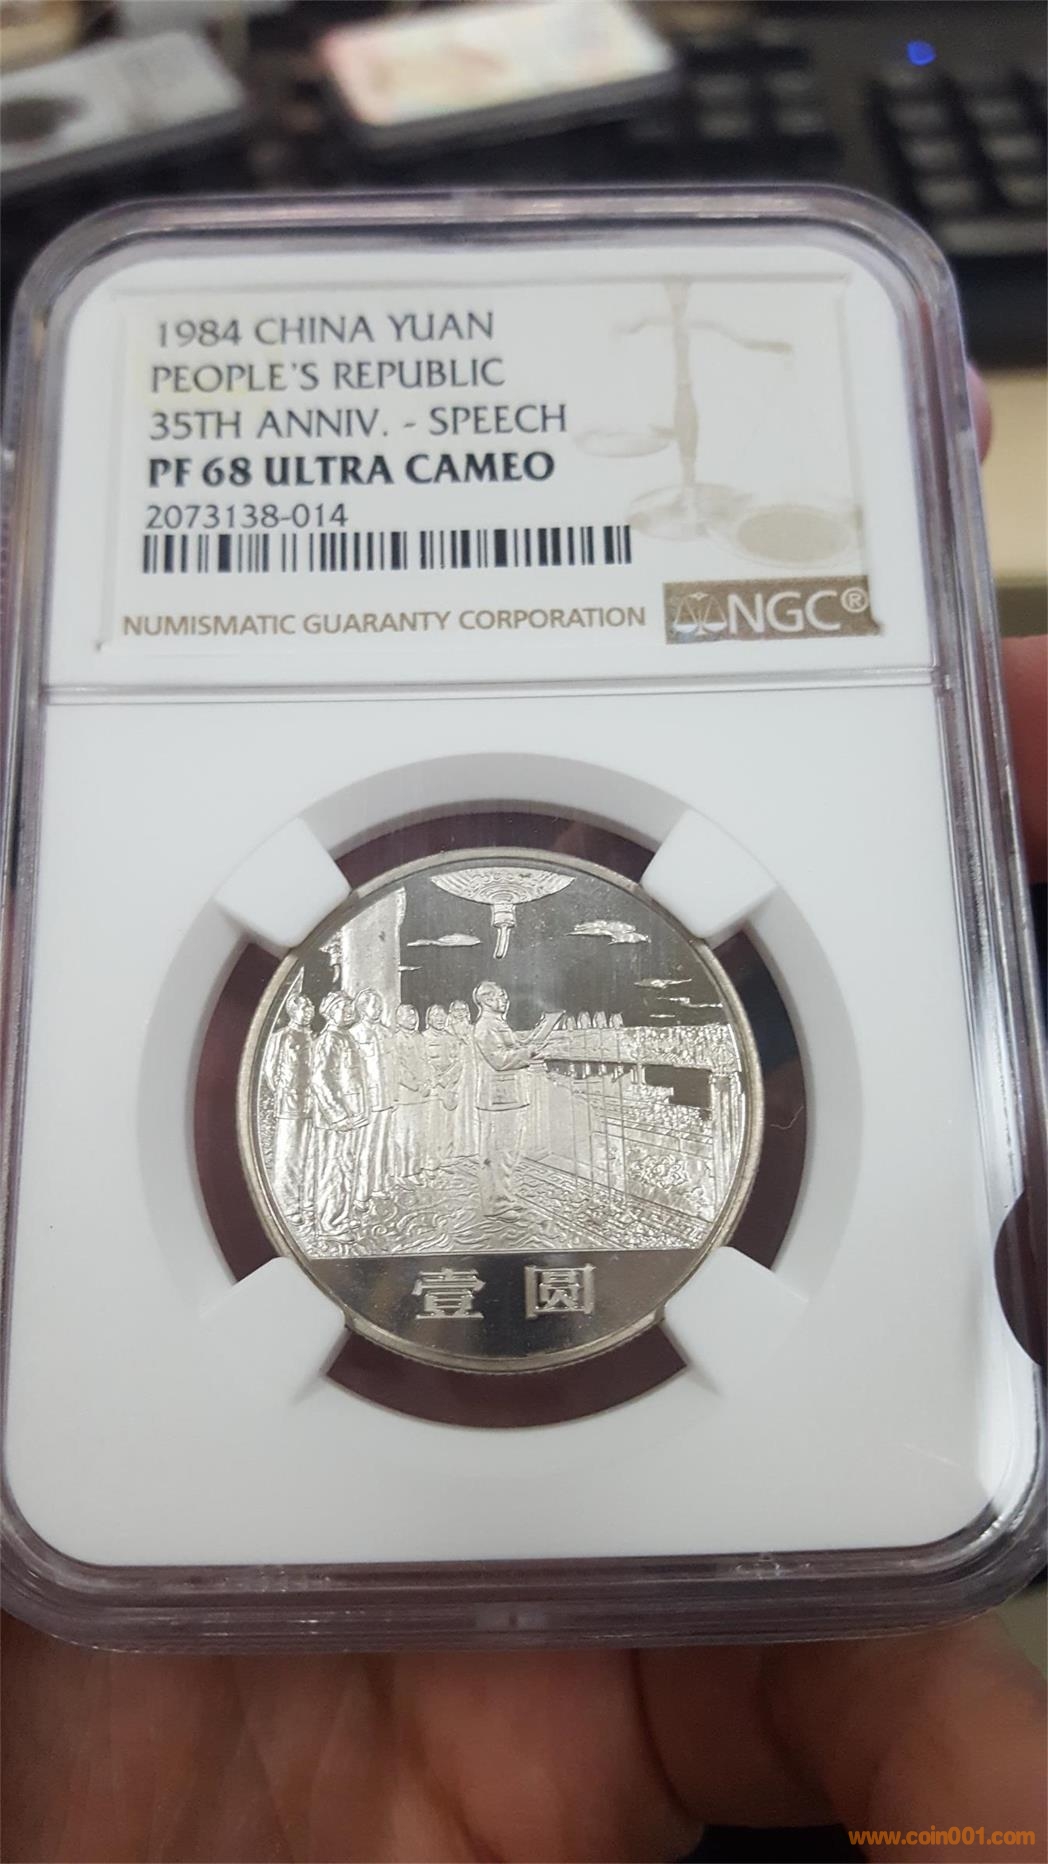 1984 CHINA YUAN
PEOPLE'S REPUBLIC
35TH ANNIV. - SPEECH
PF 68 ULTRA CAMEO
2073138-014
NUMISMATIC GUARANTY CORPORATION
NGC®
壹圆
www.coin001.com